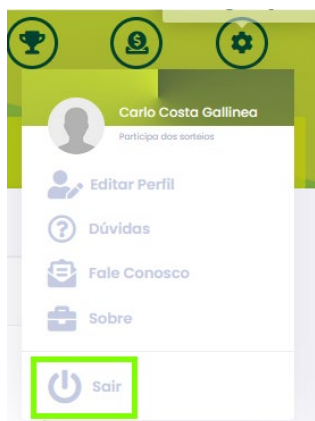 Carlo Costa Gallinea
Participa dos sorteios
Editar Perfil
Dúvidas
Fale Conosco
Sobre
Sair